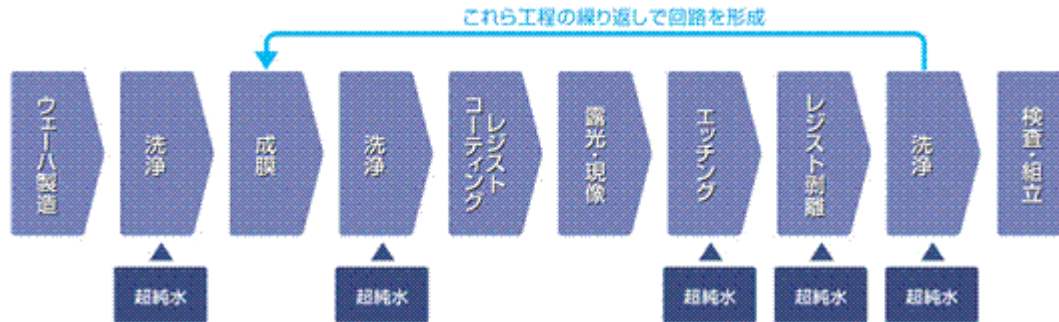 これら工程の繰り返しで回路を形成
ウェーハ製造
洗浄
成膜
洗浄
レジスト
コーティング
露光・現像
エッチング
レジスト剥離
洗浄
検査・組立
超純水
超純水
超純水
超純水
超純水